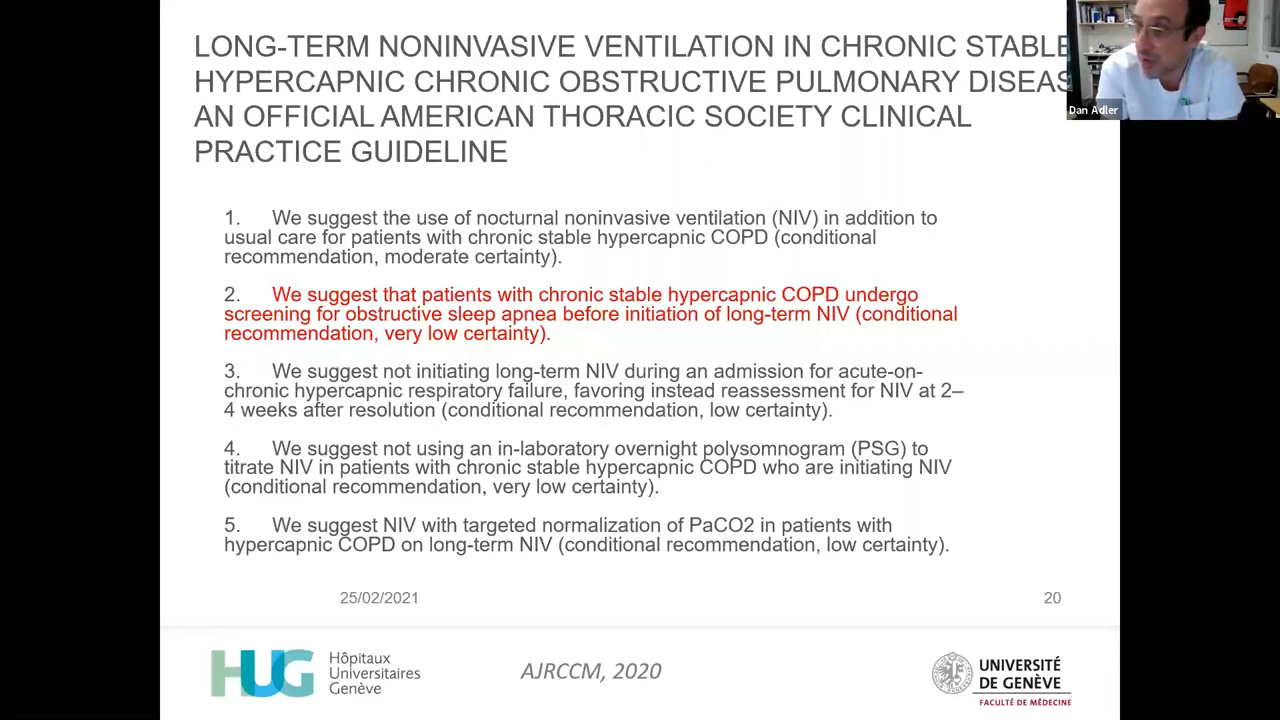 LONG-TERM NONINVASIVE VENTILATION IN CHRONIC STABLE
HYPERCAPNIC CHRONIC OBSTRUCTIVE PULMONARY DISEAS
AN OFFICIAL AMERICAN THORACIC SOCIETY CLINICAL
PRACTICE GUIDELINE
Dan Adler
1. We suggest the use of nocturnal noninvasive ventilation (NIV) in addition to
usual care for patients with chronic stable hypercapnic COPD (conditional
recommendation, moderate certainty).
2. We suggest that patients with chronic stable hypercapnic COPD undergo
screening for obstructive sleep apnea before initiation of long-term NIV (conditional
recommendation, very low certainty).
3. We suggest not initiating long-term NIV during an admission for acute-on-
chronic hypercapnic respiratory failure, favoring instead reassessment for NIV at 2–
4 weeks after resolution (conditional recommendation, low certainty).
4. We suggest not using an in-laboratory overnight polysomnogram (PSG) to
titrate NIV in patients with chronic stable hypercapnic COPD who are initiating NIV
(conditional recommendation, very low certainty).
5. We suggest NIV with targeted normalization of PaCO2 in patients with
hypercapnic COPD on long-term NIV (conditional recommendation, low certainty).
25/02/2021
20
HUG
Hôpitaux
Universitaires
Genève
AJRCCM, 2020
UNIVERSITÉ
DE GENÈVE
FACULTÉ DE MÉDECINE